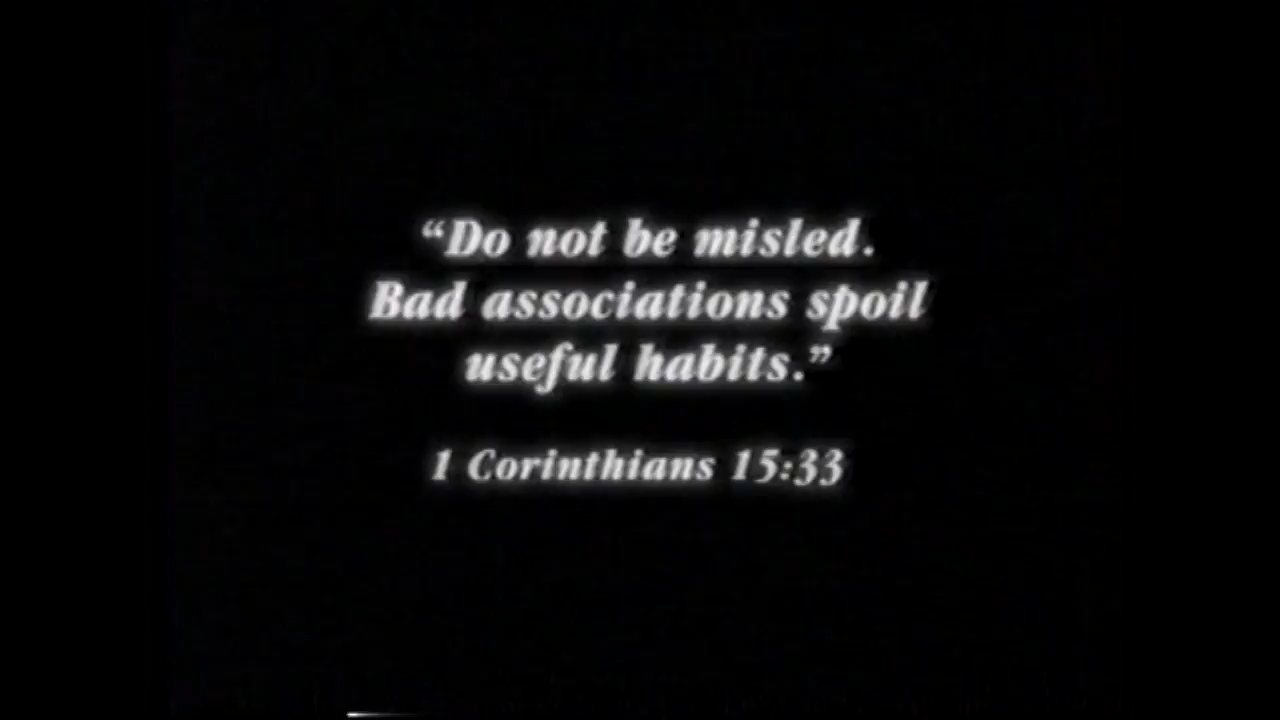 “Do not be misled.
Bad associations spoil
useful habits.”
1 Corinthians 15:33